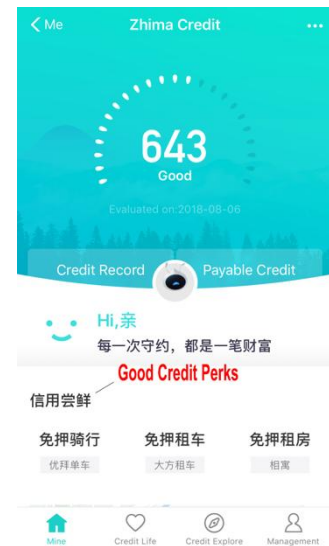 Me Zhima Credit ...
643
Good
Evaluated on:2018-08-06
Credit Record Payable Credit
Hi,亲
每一次守约，都是一笔财富
Good Credit Perks
信用尝鲜
免押骑行 免押租车 免押租房
优拜单车 大方租车 相寓
Mine Credit Life Credit Explore Management